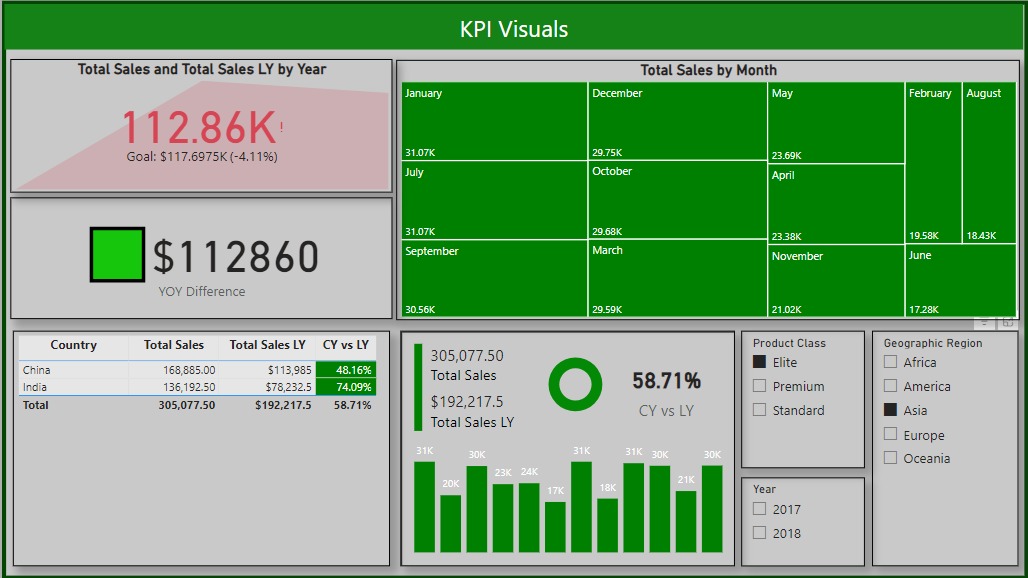 KPI Visuals
Total Sales and Total Sales LY by Year
112.86K!
Goal: $117.6975K (-4.11%)
$112860
YOY Difference
Total Sales by Month
January
31.07K
July
31.07K
September
30.56K
December
29.75K
October
29.68K
March
29.59K
May
23.69K
April
23.38K
November
21.02K
February
19.58K
August
18.43K
June
17.28K
Country Total Sales Total Sales LY CY vs LY
China 168,885.00 $113,985 48.16%
India 136,192.50 $78,232.5 74.09%
Total 305,077.50 $192,217.5 58.71%
305,077.50
Total Sales
$192,217.5
Total Sales LY
58.71%
CY vs LY
31K 20K 30K 23K 24K 17K 31K 18K 31K 30K 21K 30K
Product Class
Elite
Premium
Standard
Year
2017
2018
Geographic Region
Africa
America
Asia
Europe
Oceania